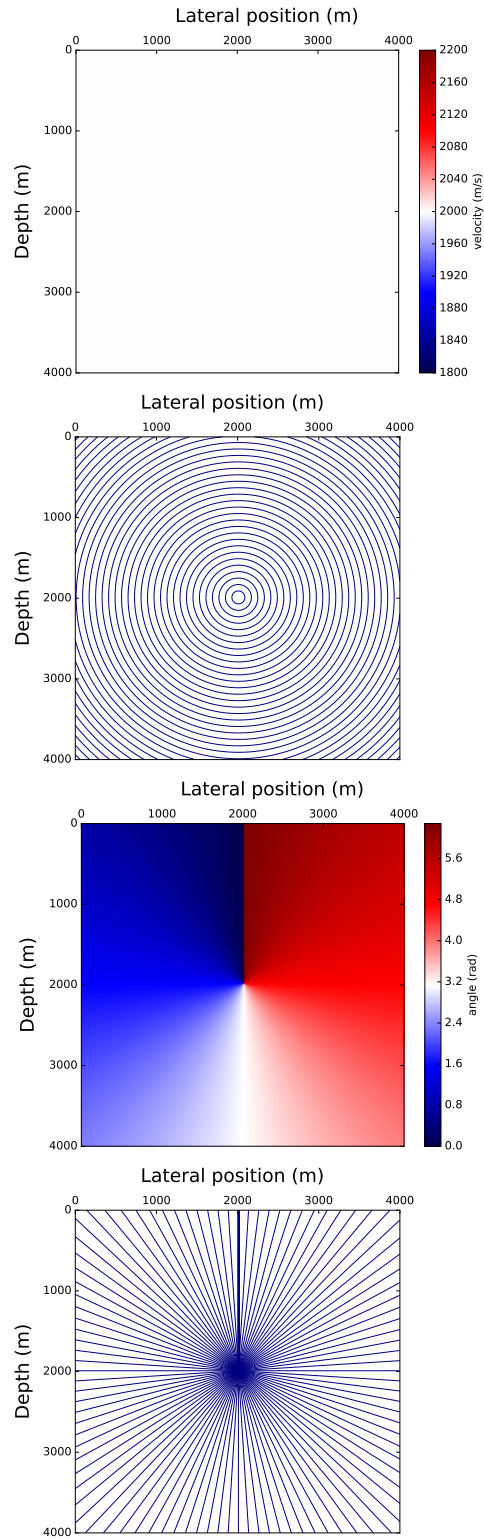 Lateral position (m)
0 1000 2000 3000 4000
0
1000
2000
3000
4000
Depth (m)
2200
2160
2120
2080
2040
2000
1960
1920
1880
1840
1800
velocity (m/s)
Lateral position (m)
0 1000 2000 3000 4000
0
1000
2000
3000
4000
Depth (m)
Lateral position (m)
0 1000 2000 3000 4000
0
1000
2000
3000
4000
Depth (m)
5.6
4.8
4.0
3.2
2.4
1.6
0.8
0.0
angle (rad)
Lateral position (m)
0 1000 2000 3000 4000
0
1000
2000
3000
4000
Depth (m)